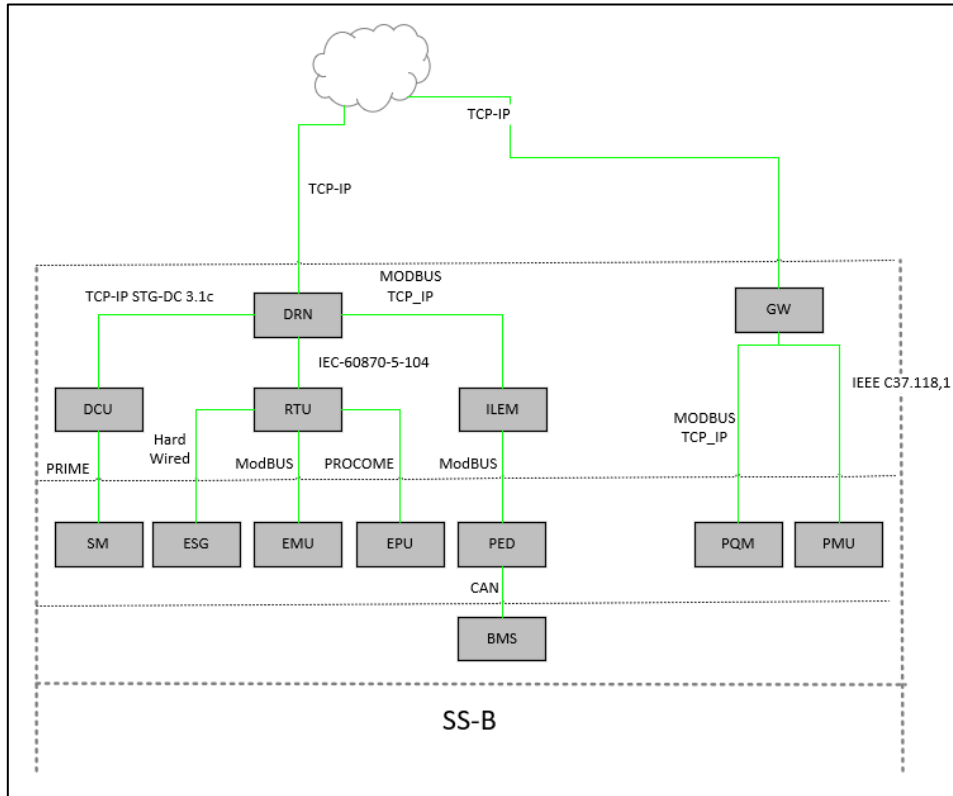 TCP-IP
TCP-IP
MODBUS
TCP_IP
TCP-IP STG-DC 3.1c
DRN
GW
IEC-60870-5-104
IEEE C37.118,1
DCU
RTU
ILEM
MODBUS
TCP_IP
Hard
Wired
PRIME
ModBUS
PROCOME
ModBUS
SM
ESG
EMU
EPU
PED
PQM
PMU
CAN
BMS
SS-B